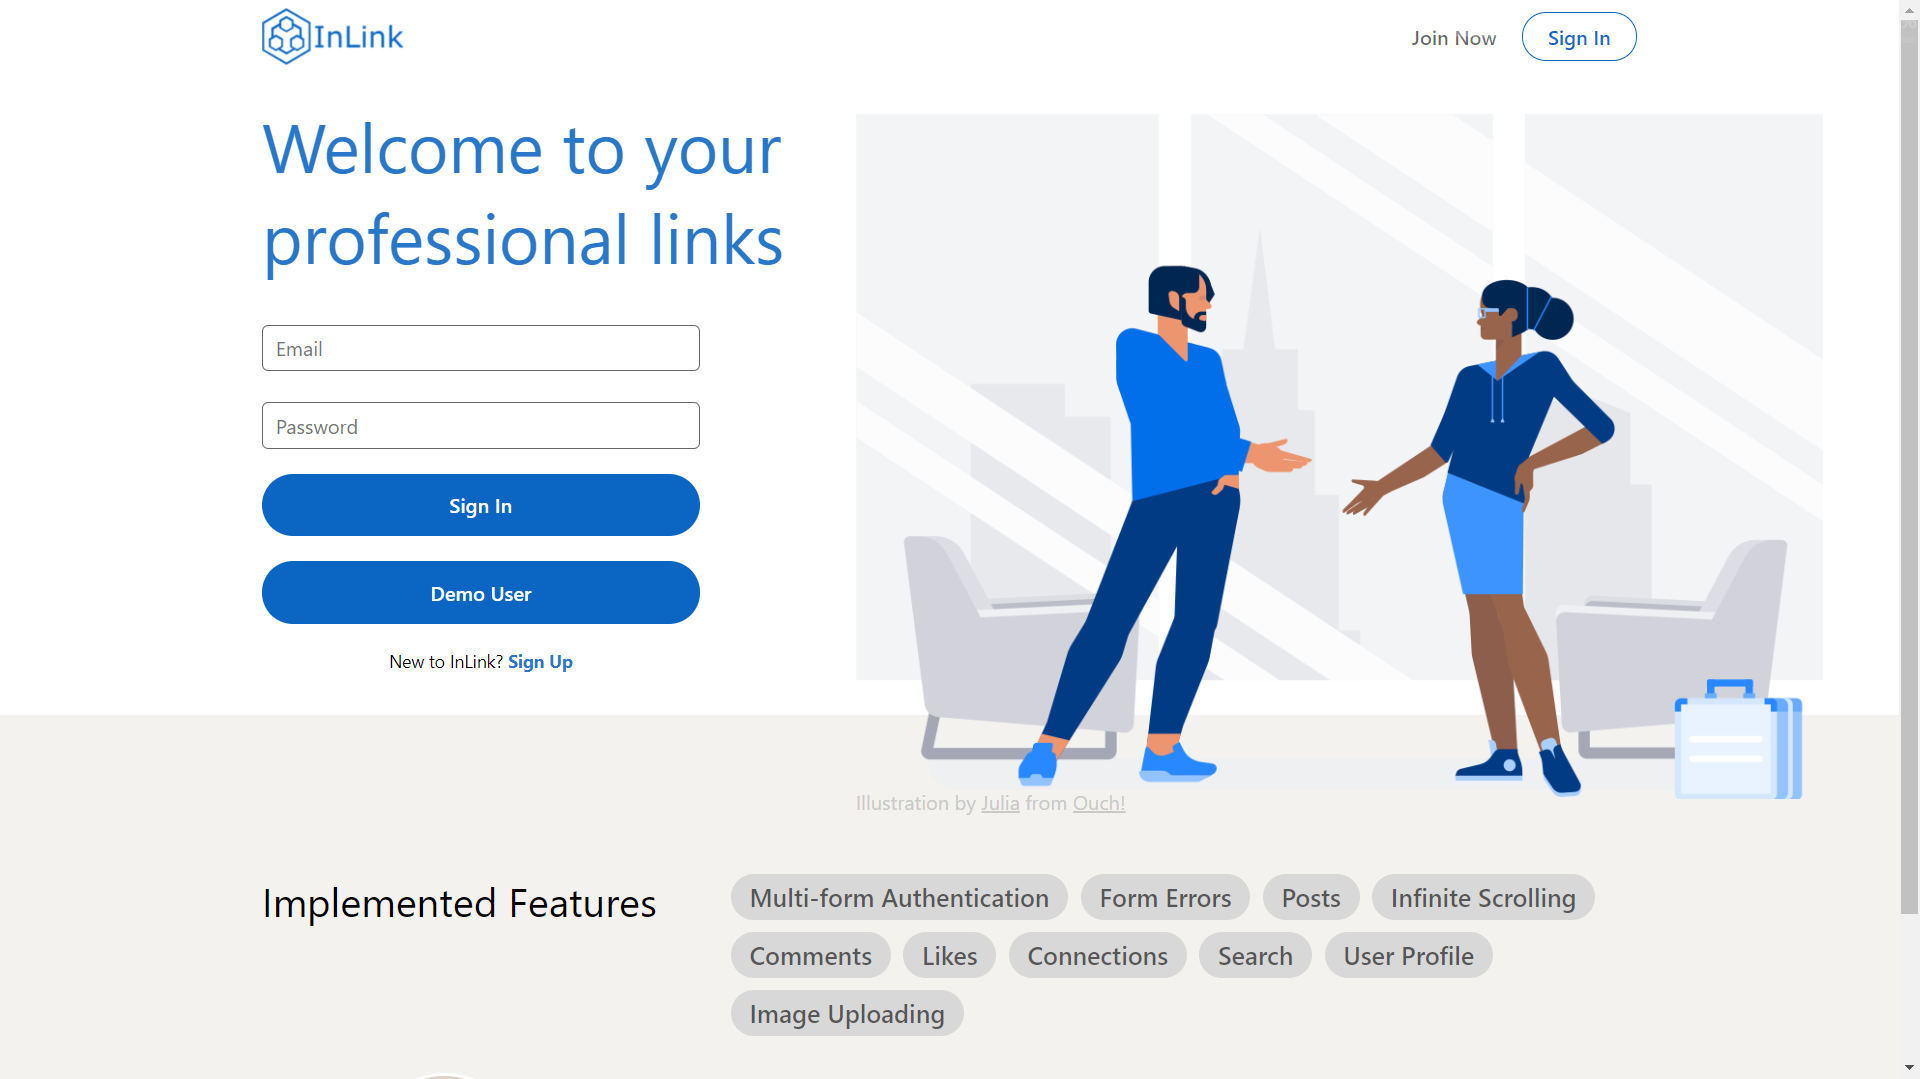 InLink
Join Now
Sign In
Welcome to your
professional links
Email
Password
Sign In
Demo User
New to InLink? Sign Up
Illustration by Julia from Ouch!
Implemented Features
Multi-form Authentication
Form Errors
Posts
Infinite Scrolling
Comments
Likes
Connections
Search
User Profile
Image Uploading